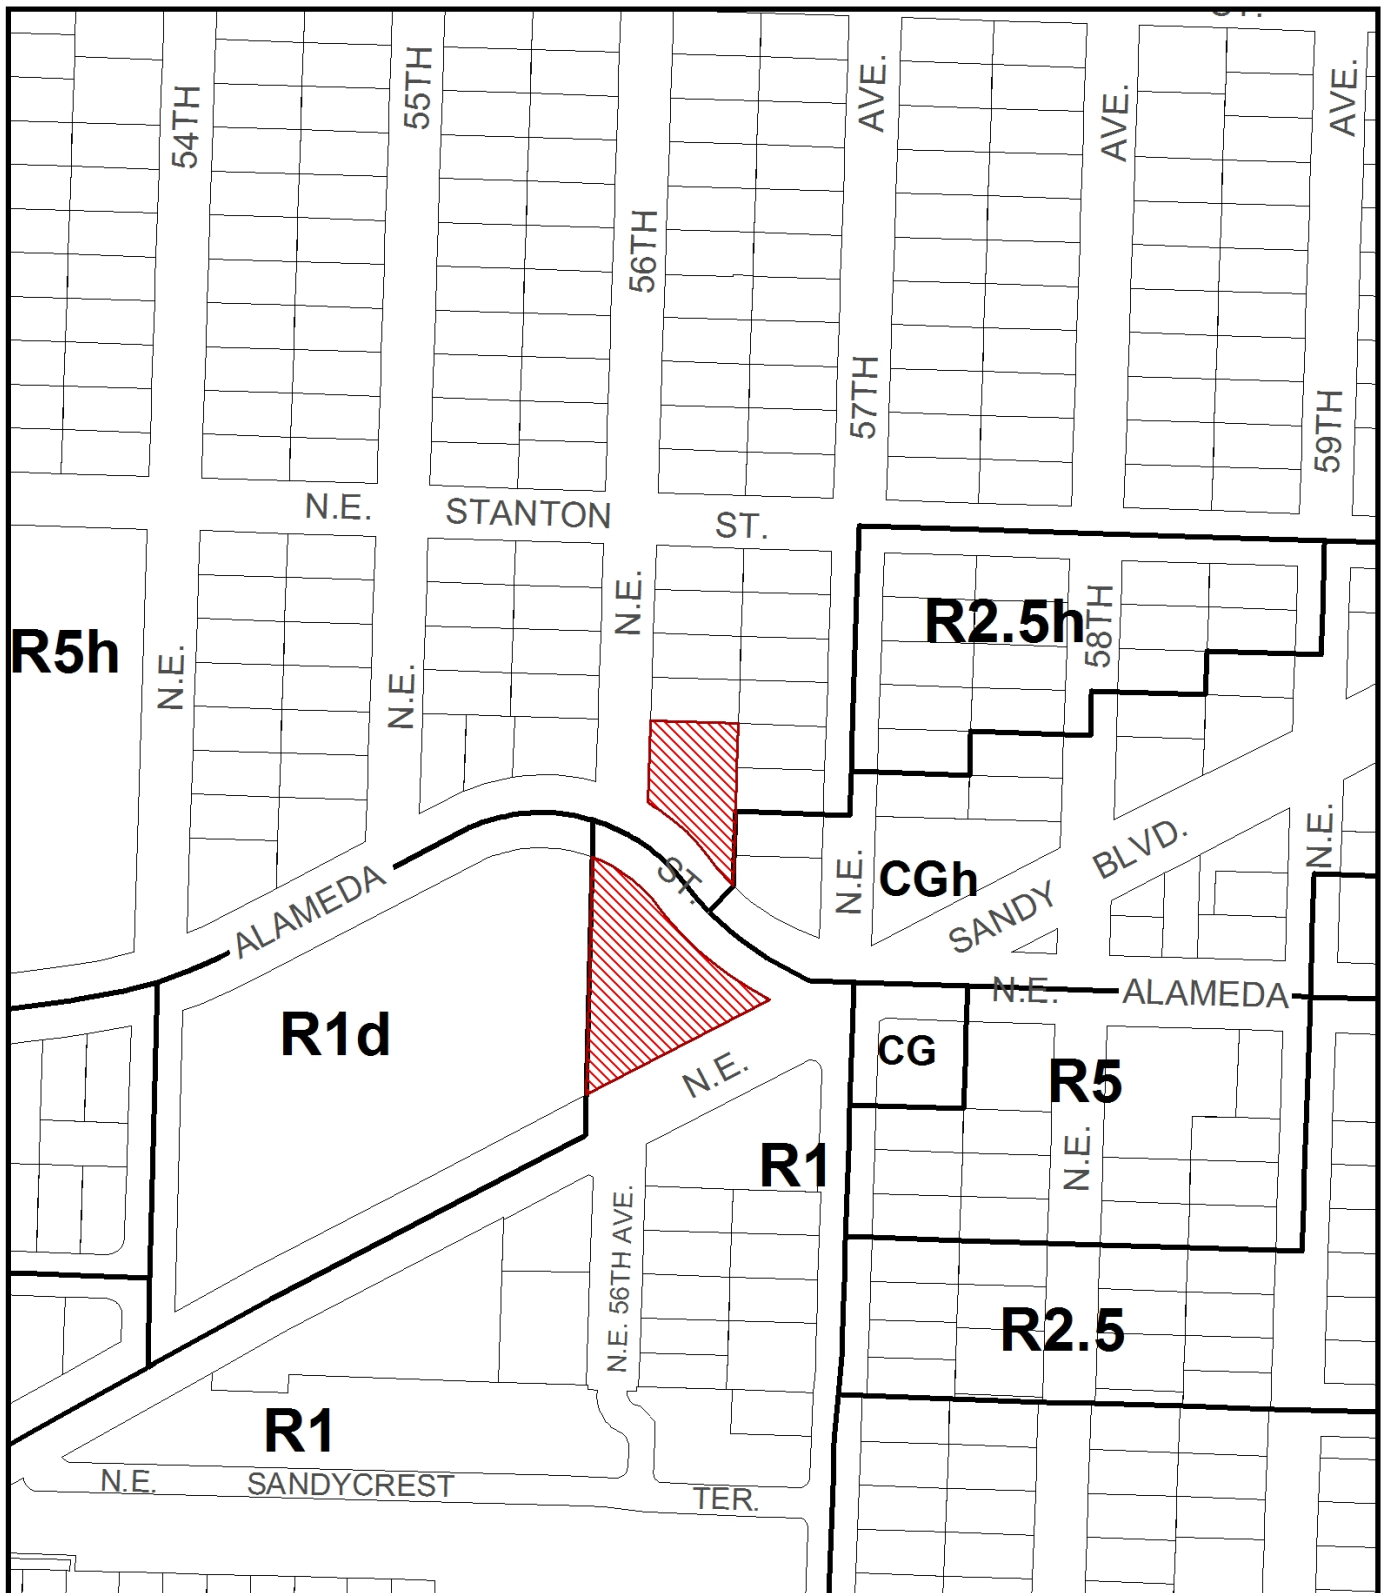 54TH
55TH
AVE.
AVE.
AVE.
56TH
57TH
59TH
N.E. STANTON ST.
N.E.
R5h
N.E.
N.E.
R2.5h
58TH
N.E.
N.E.
ALAMEDA ST.
CGh
SANDY BLVD.
N.E. ALAMEDA
R1d
N.E.
CG
R5
N.E.
R1
N.E. 56TH AVE.
R2.5
R1
N.E. SANDYCREST TER.